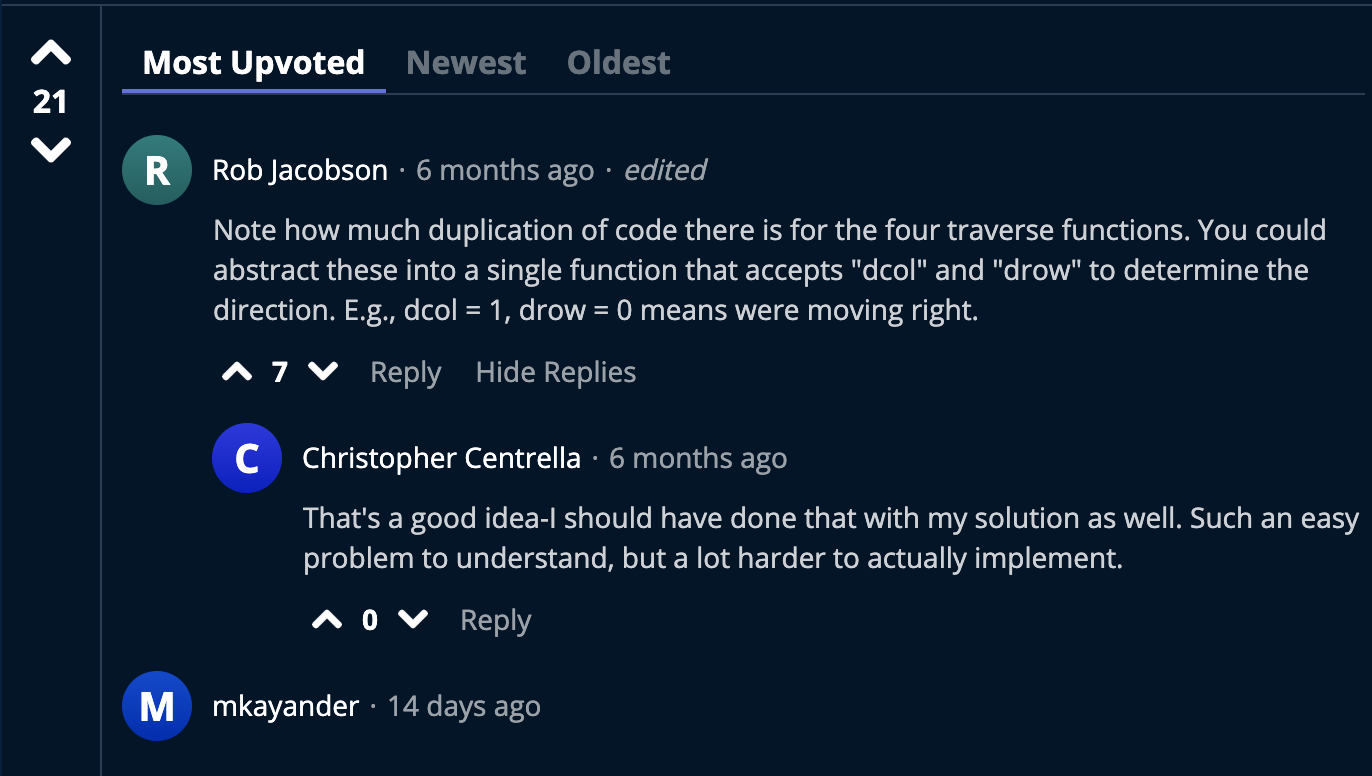 Most Upvoted Newest Oldest
21
R Rob Jacobson · 6 months ago · edited
Note how much duplication of code there is for the four traverse functions. You could
abstract these into a single function that accepts "dcol" and "drow" to determine the
direction. E.g., dcol = 1, drow = 0 means were moving right.
7 Reply Hide Replies
C Christopher Centrella · 6 months ago
That's a good idea-I should have done that with my solution as well. Such an easy
problem to understand, but a lot harder to actually implement.
0 Reply
M mkayander · 14 days ago